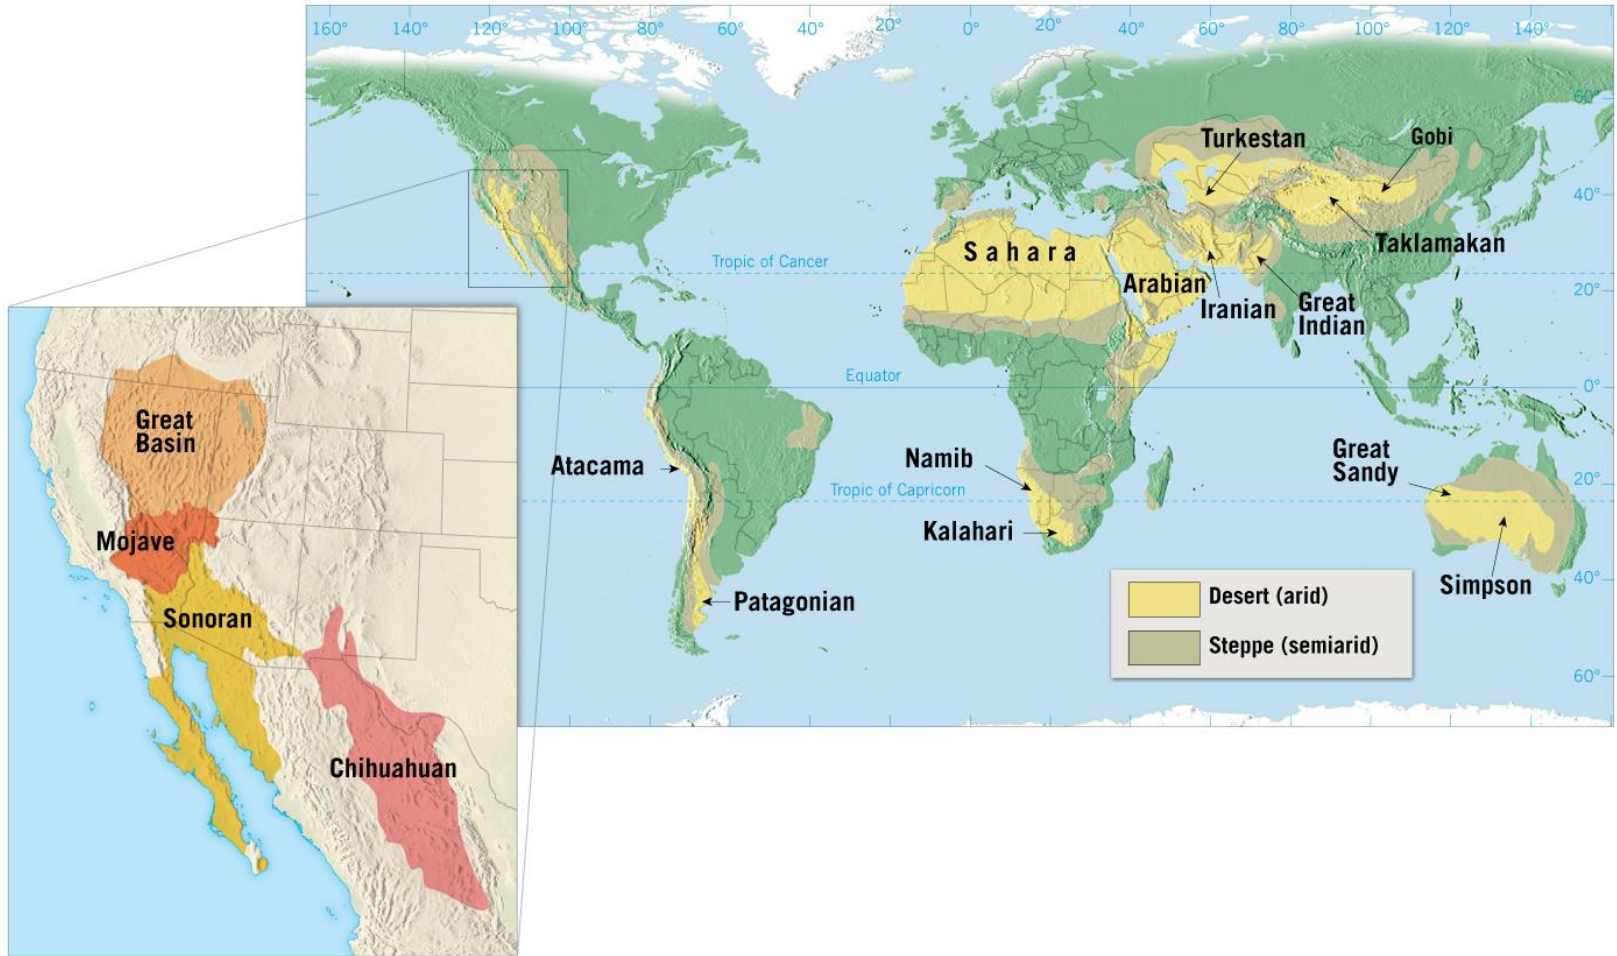 160° 140° 120° 100° 80° 60° 40° 20° 0° 20° 40° 60° 80° 100° 120° 140°
60°
Turkestan
Gobi
40°
Taklamakan
Sahara
Tropic of Cancer
Arabian
Iranian
Great
Indian
20°
Equator
0°
Great
Basin
Mojave
Sonoran
Chihuahuan
Atacama
Namib
Great
Sandy
20°
Tropic of Capricorn
Kalahari
Simpson
40°
Patagonian
Desert (arid)
Steppe (semiarid)
60°